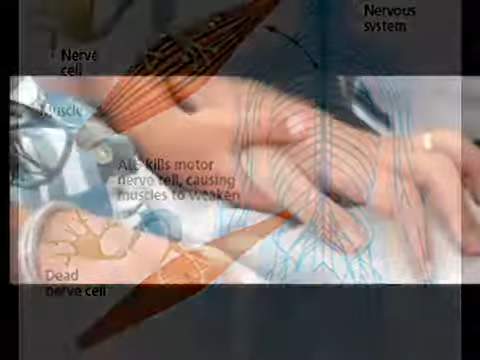 Nervous
system
Nerve
cell
Muscle
ALS kills motor
nerve cell, causing
muscles to weaken
Dead
nerve cell